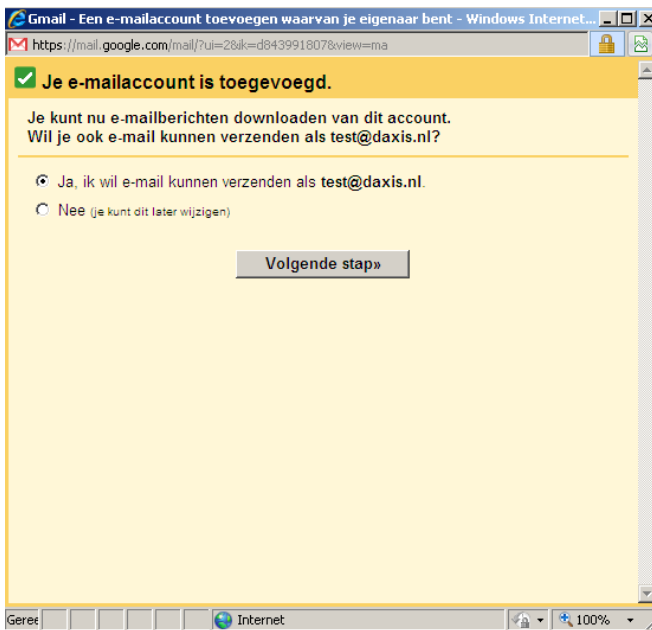 Gmail - Een e-mailaccount toevoegen waarvan je eigenaar bent - Windows Internet...
https://mail.google.com/mail/?ui=2&ik=d843991807&view=ma
Je e-mailaccount is toegevoegd.
Je kunt nu e-mailberichten downloaden van dit account.
Wil je ook e-mail kunnen verzenden als test@daxis.nl?
Ja, ik wil e-mail kunnen verzenden als test@daxis.nl.
Nee (je kunt dit later wijzigen)
Volgende stap»
Geree Internet 100%